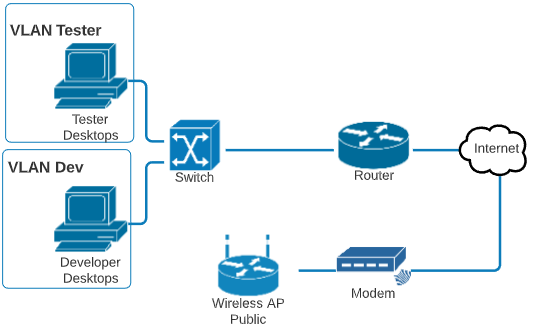 VLAN Tester
Tester
Desktops
VLAN Dev
Developer
Desktops
Switch
Router
Internet
Wireless AP
Public
Modem